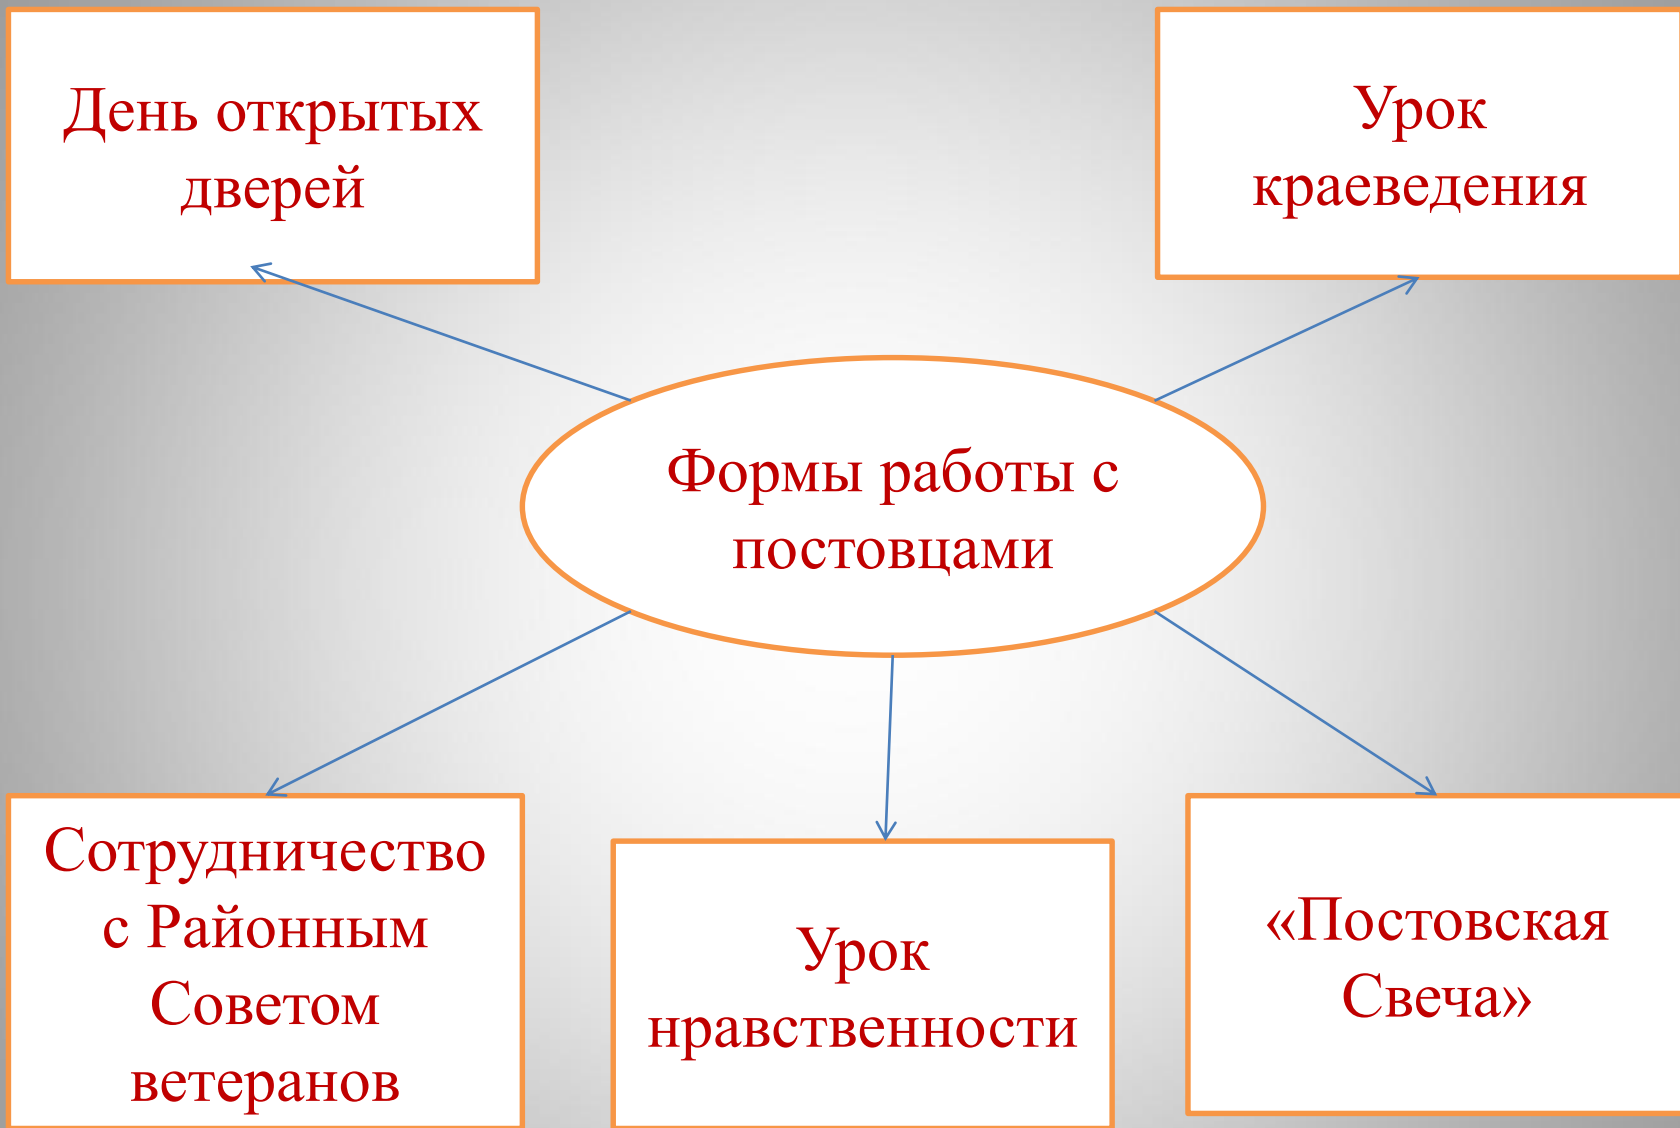 День открытых
дверей
Урок
краеведения
Формы работы с
постовцами
Сотрудничество
с Районным
Советом
ветеранов
Урок
нравственности
«Постовская
Свеча»